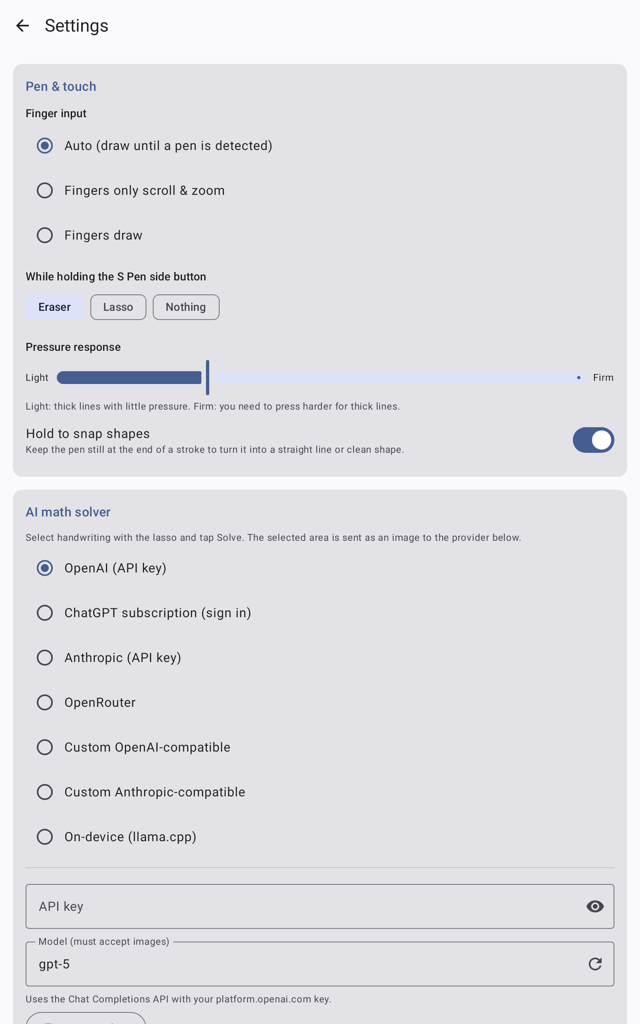 Settings
Pen & touch
Finger input
Auto (draw until a pen is detected)
Fingers only scroll & zoom
Fingers draw
While holding the S Pen side button
Eraser Lasso Nothing
Pressure response
Light Firm
Light: thick lines with little pressure. Firm: you need to press harder for thick lines.
Hold to snap shapes
Keep the pen still at the end of a stroke to turn it into a straight line or clean shape.
AI math solver
Select handwriting with the lasso and tap Solve. The selected area is sent as an image to the provider below.
OpenAI (API key)
ChatGPT subscription (sign in)
Anthropic (API key)
OpenRouter
Custom OpenAI-compatible
Custom Anthropic-compatible
On-device (llama.cpp)
API key
Model (must accept images)
gpt-5
Uses the Chat Completions API with your platform.openai.com key.